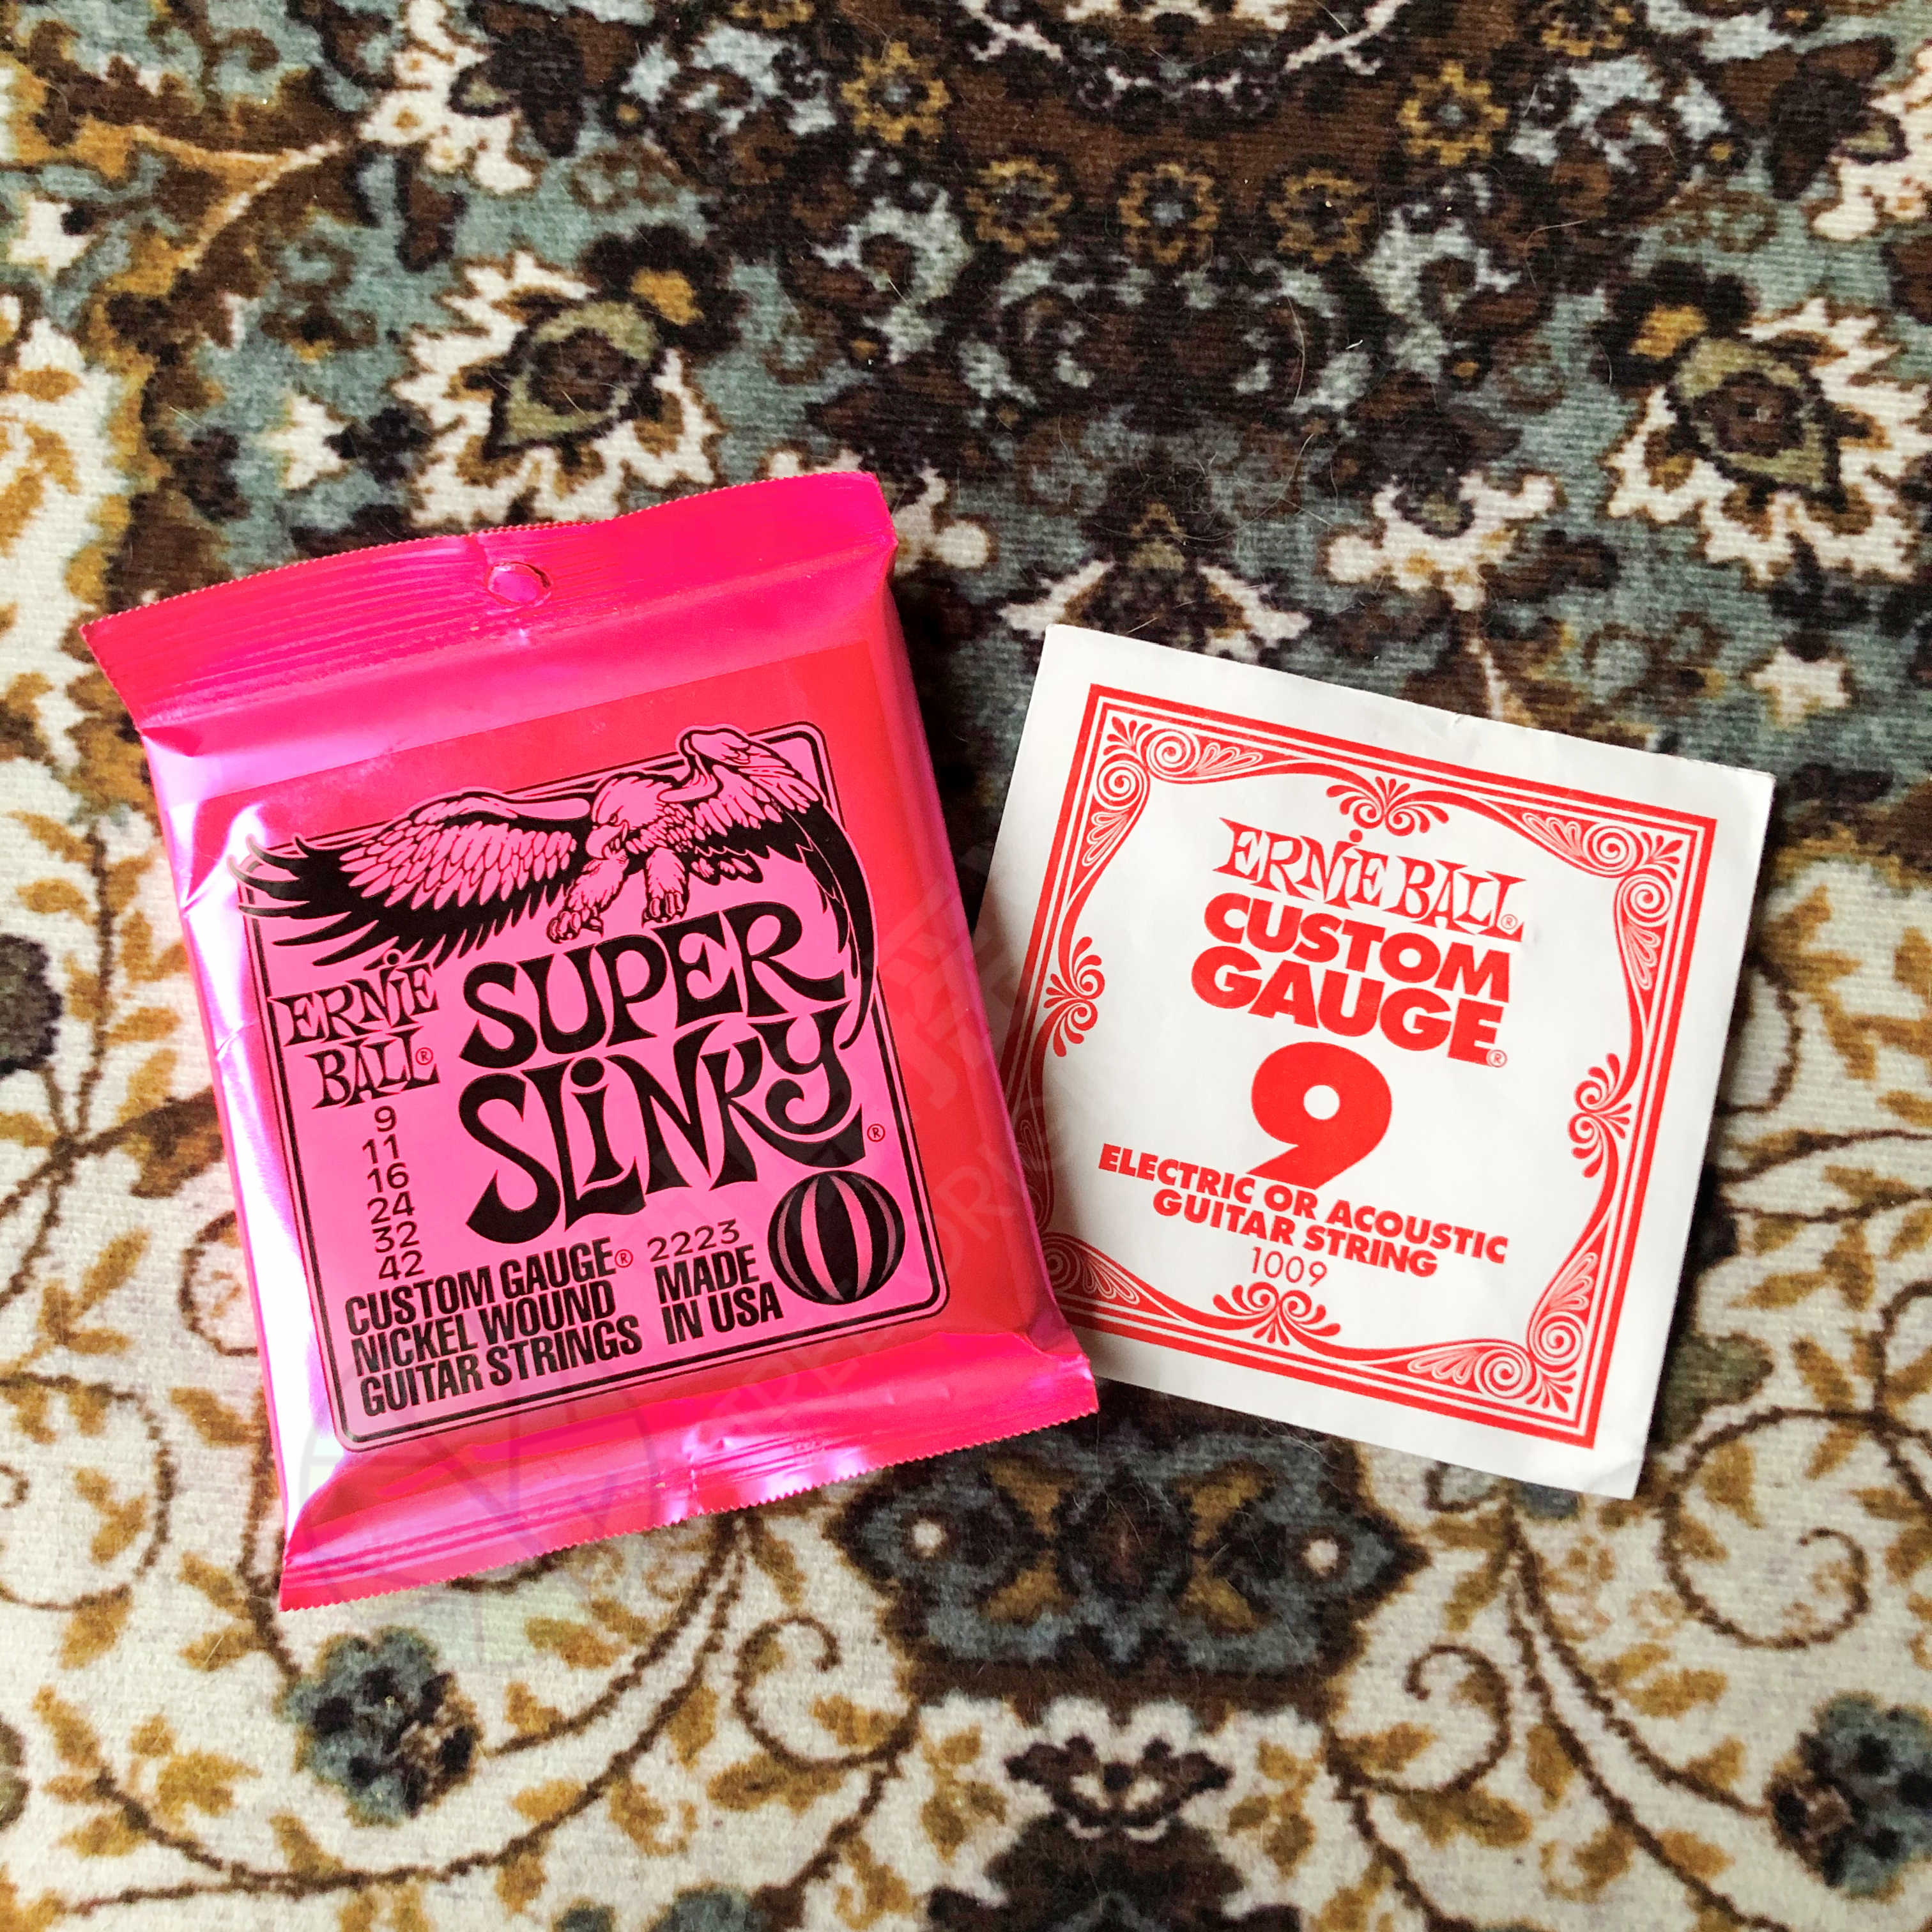 ERNIE
BALL®
SUPER
SLINKY®
9
11
16
24
32
42
CUSTOM GAUGE®
NICKEL WOUND
GUITAR STRINGS
2223
MADE
IN USA
ERNIE BALL®
CUSTOM
GAUGE®
9
ELECTRIC OR ACOUSTIC
GUITAR STRING
1009